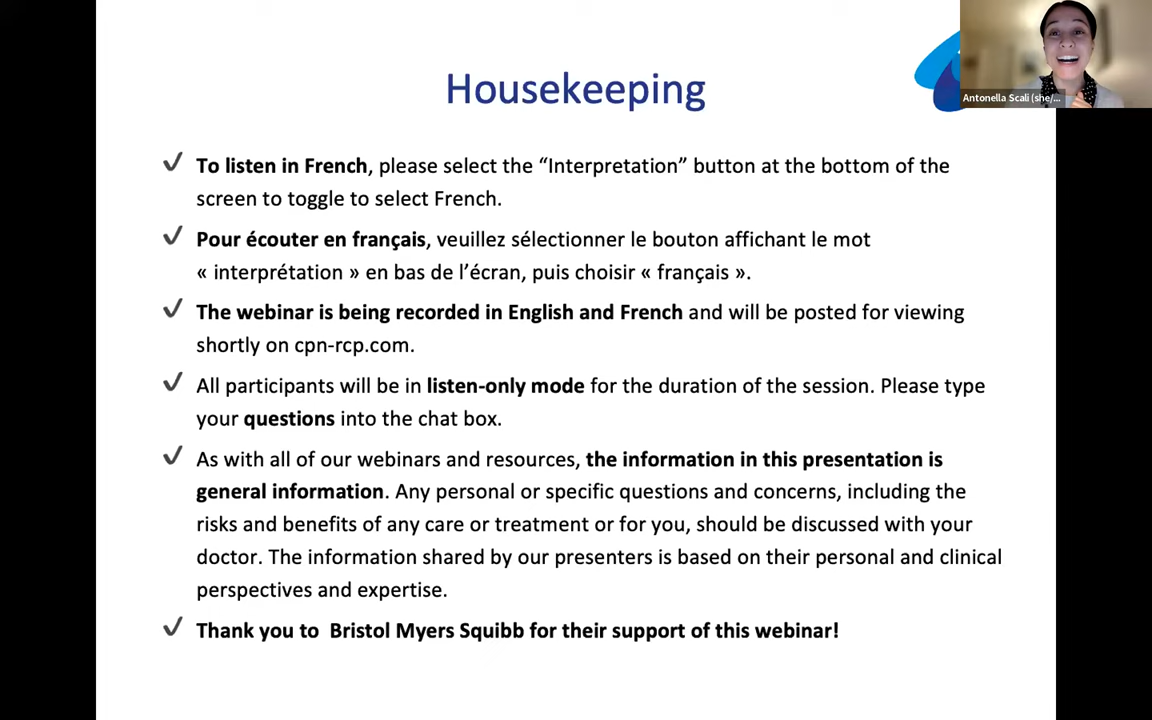 Housekeeping
Antonella Scali (she/...
✓ To listen in French, please select the “Interpretation” button at the bottom of the
screen to toggle to select French.
✓ Pour écouter en français, veuillez sélectionner le bouton affichant le mot
« interprétation » en bas de l’écran, puis choisir « français ».
✓ The webinar is being recorded in English and French and will be posted for viewing
shortly on cpn-rcp.com.
✓ All participants will be in listen-only mode for the duration of the session. Please type
your questions into the chat box.
✓ As with all of our webinars and resources, the information in this presentation is
general information. Any personal or specific questions and concerns, including the
risks and benefits of any care or treatment or for you, should be discussed with your
doctor. The information shared by our presenters is based on their personal and clinical
perspectives and expertise.
✓ Thank you to  Bristol Myers Squibb for their support of this webinar!